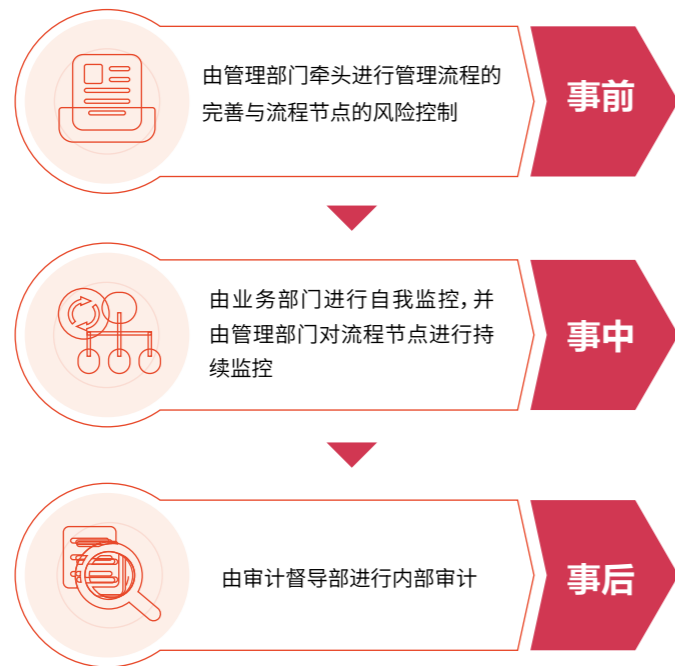 由管理部门牵头进行管理流程的
完善与流程节点的风险控制
事前
由业务部门进行自我监控，并
由管理部门对流程节点进行持
续监控
事中
由审计督导部进行内部审计
事后